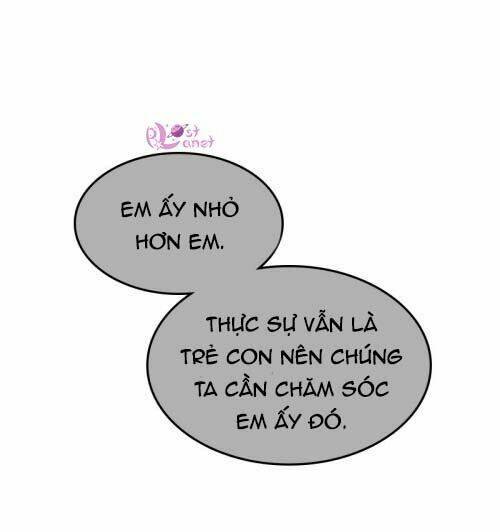 Lost
Planet
EM ẤY NHỎ
HƠN EM.
THỰC SỰ VẪN LÀ
TRẺ CON NÊN CHÚNG
TA CẦN CHĂM SÓC
EM ẤY ĐÓ.